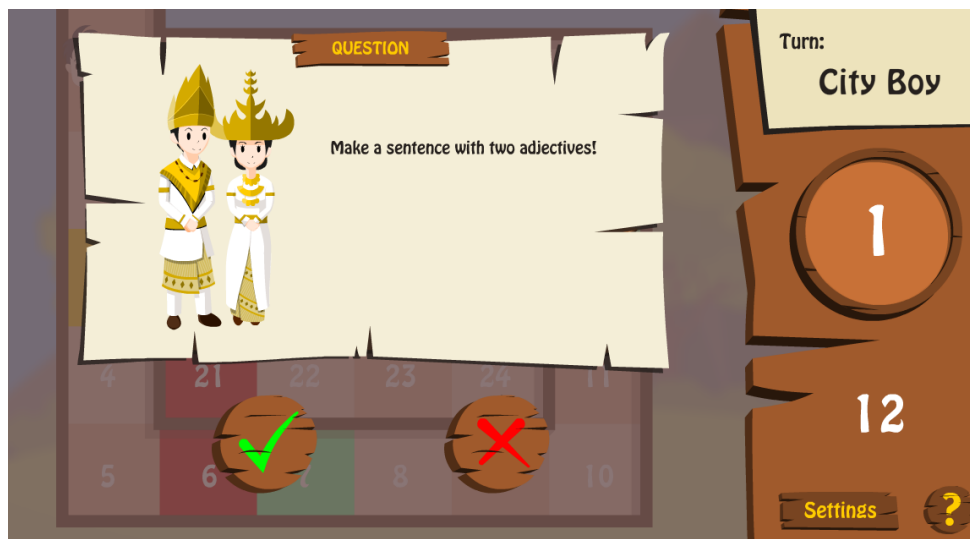 QUESTION
Make a sentence with two adjectives!
Turn:
City Boy
1
12
4 21 22 23 24 11
5 6 7 8 10
Settings
?